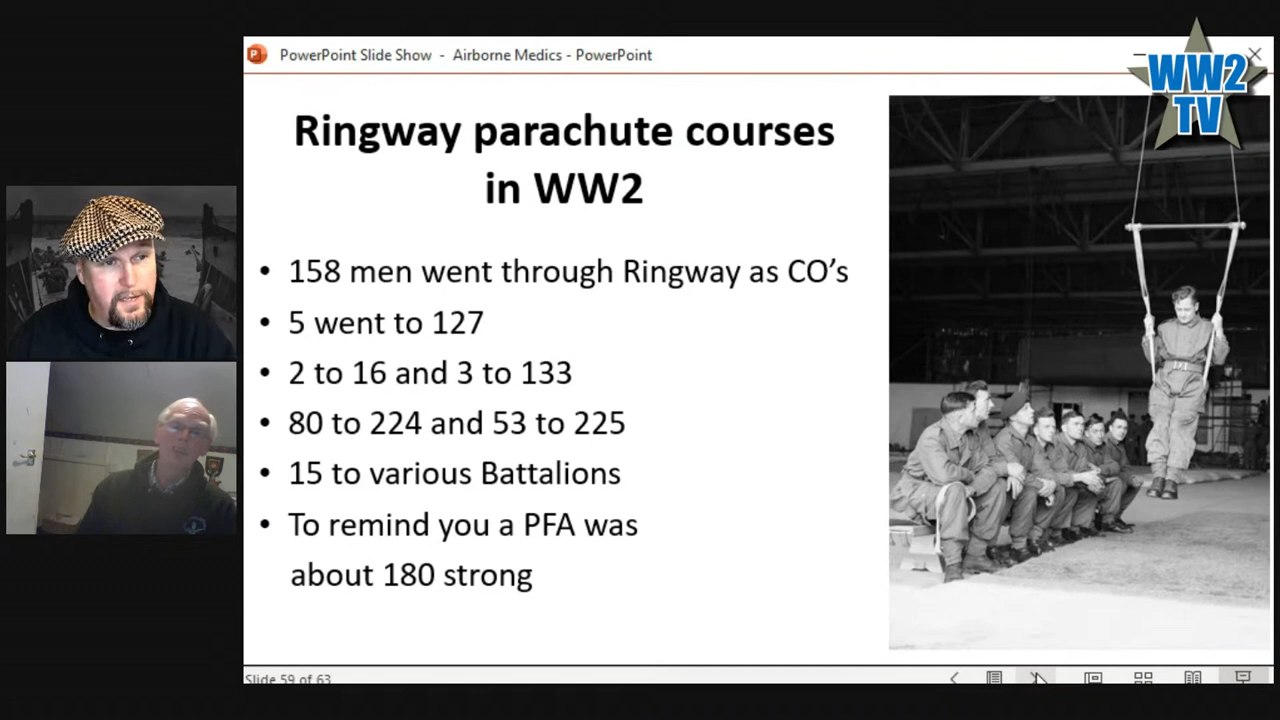 PowerPoint Slide Show - Airborne Medics - PowerPoint
WW2
TV
Ringway parachute courses
in WW2
• 158 men went through Ringway as CO’s
• 5 went to 127
• 2 to 16 and 3 to 133
• 80 to 224 and 53 to 225
• 15 to various Battalions
• To remind you a PFA was
about 180 strong
Slide 59 of 63